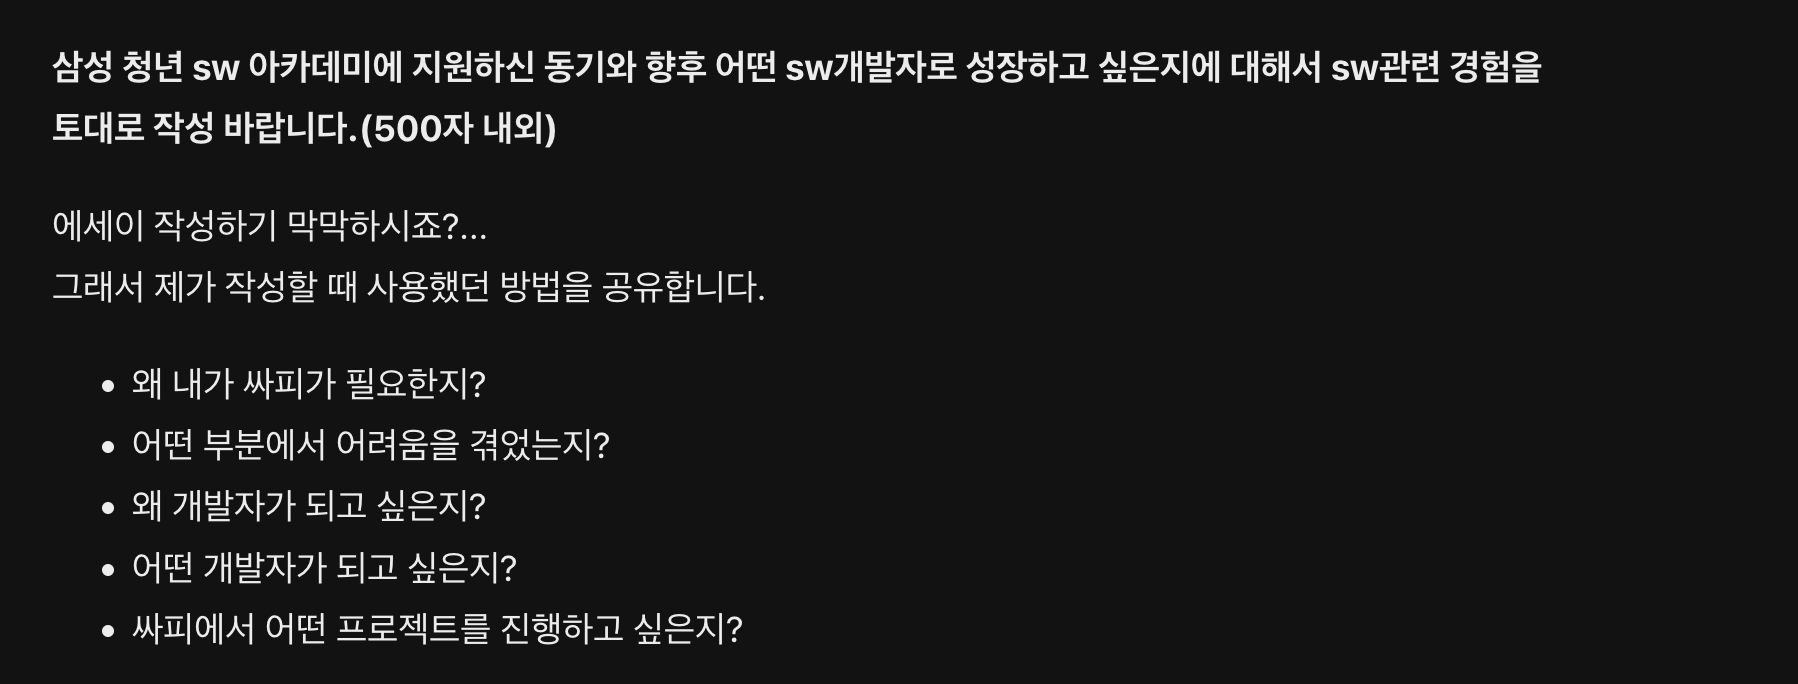 삼성 청년 sw 아카데미에 지원하신 동기와 향후 어떤 sw개발자로 성장하고 싶은지에 대해서 sw관련 경험을
토대로 작성 바랍니다.(500자 내외)
에세이 작성하기 막막하시죠?...
그래서 제가 작성할 때 사용했던 방법을 공유합니다.
• 왜 내가 싸피가 필요한지?
• 어떤 부분에서 어려움을 겪었는지?
• 왜 개발자가 되고 싶은지?
• 어떤 개발자가 되고 싶은지?
• 싸피에서 어떤 프로젝트를 진행하고 싶은지?